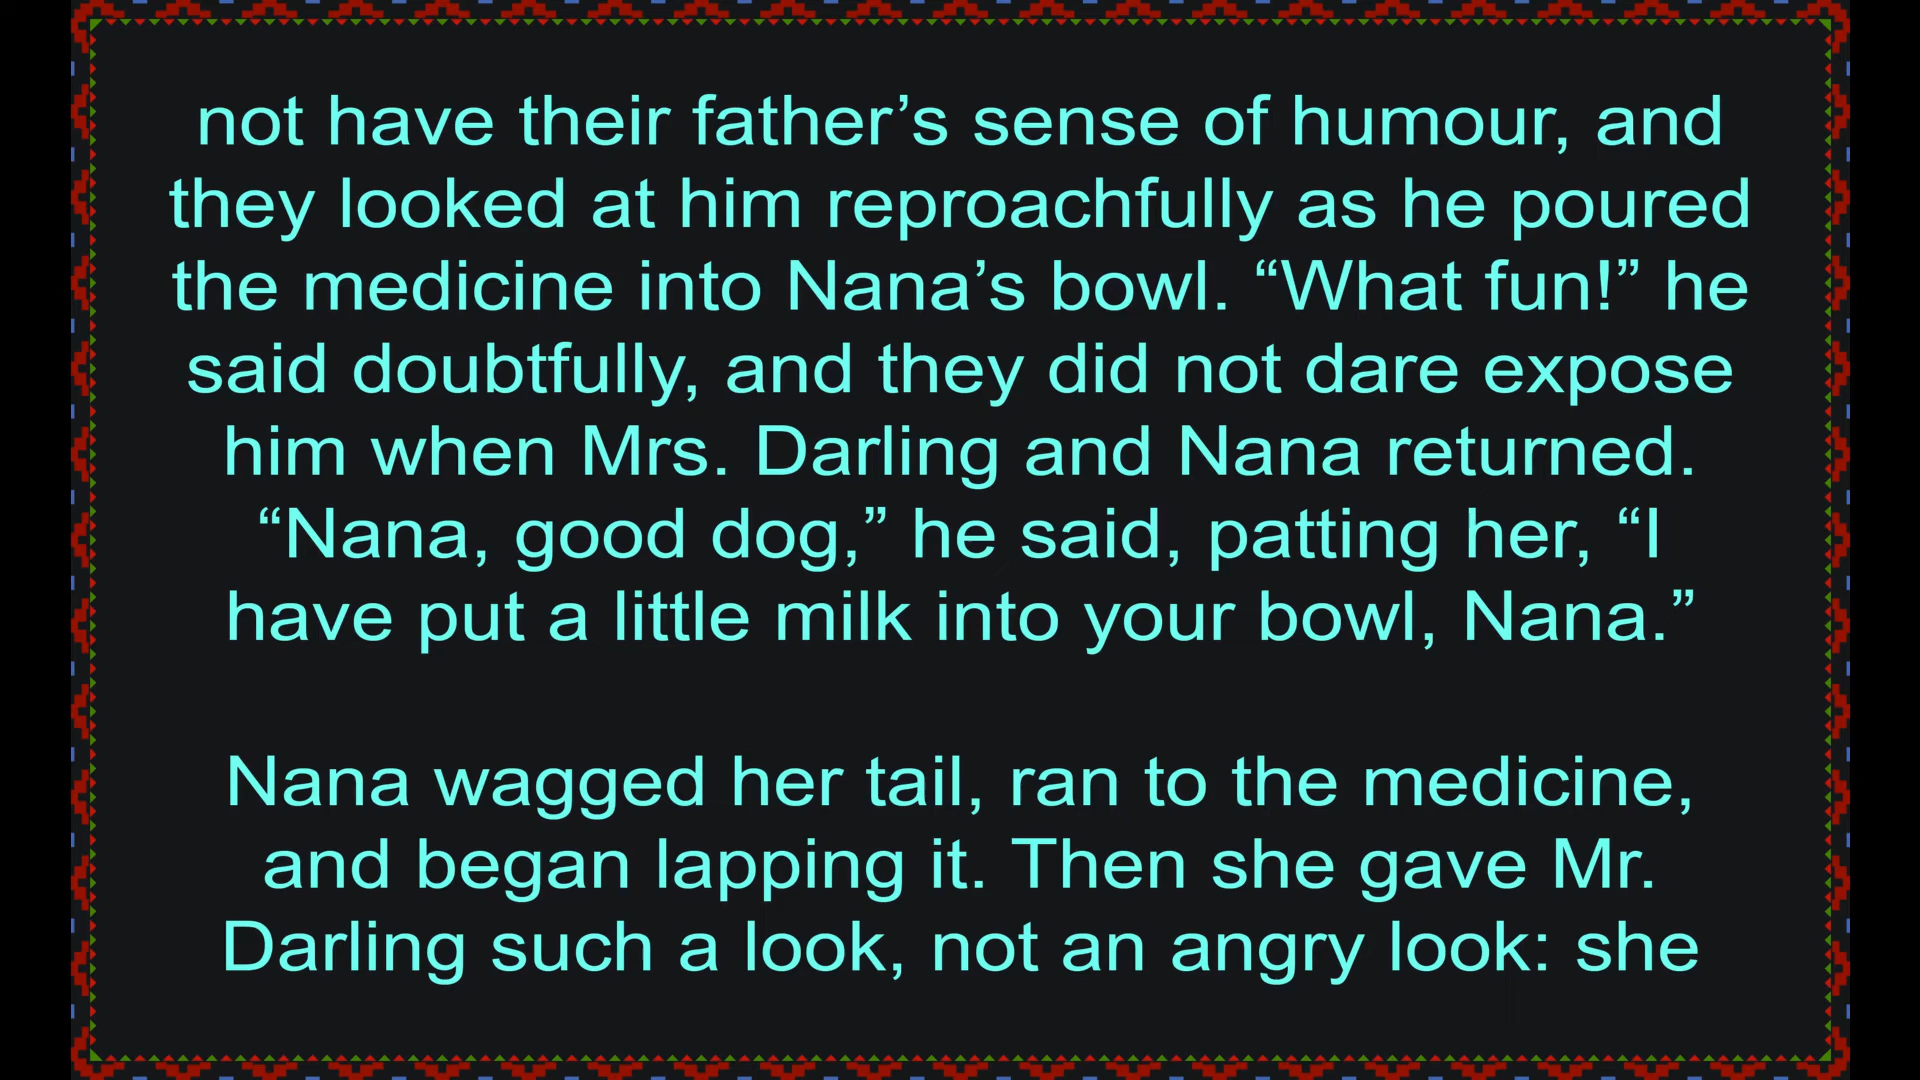 not have their father’s sense of humour, and
they looked at him reproachfully as he poured
the medicine into Nana’s bowl. “What fun!” he
said doubtfully, and they did not dare expose
him when Mrs. Darling and Nana returned.
“Nana, good dog,” he said, patting her, “I
have put a little milk into your bowl, Nana.”
Nana wagged her tail, ran to the medicine,
and began lapping it. Then she gave Mr.
Darling such a look, not an angry look: she